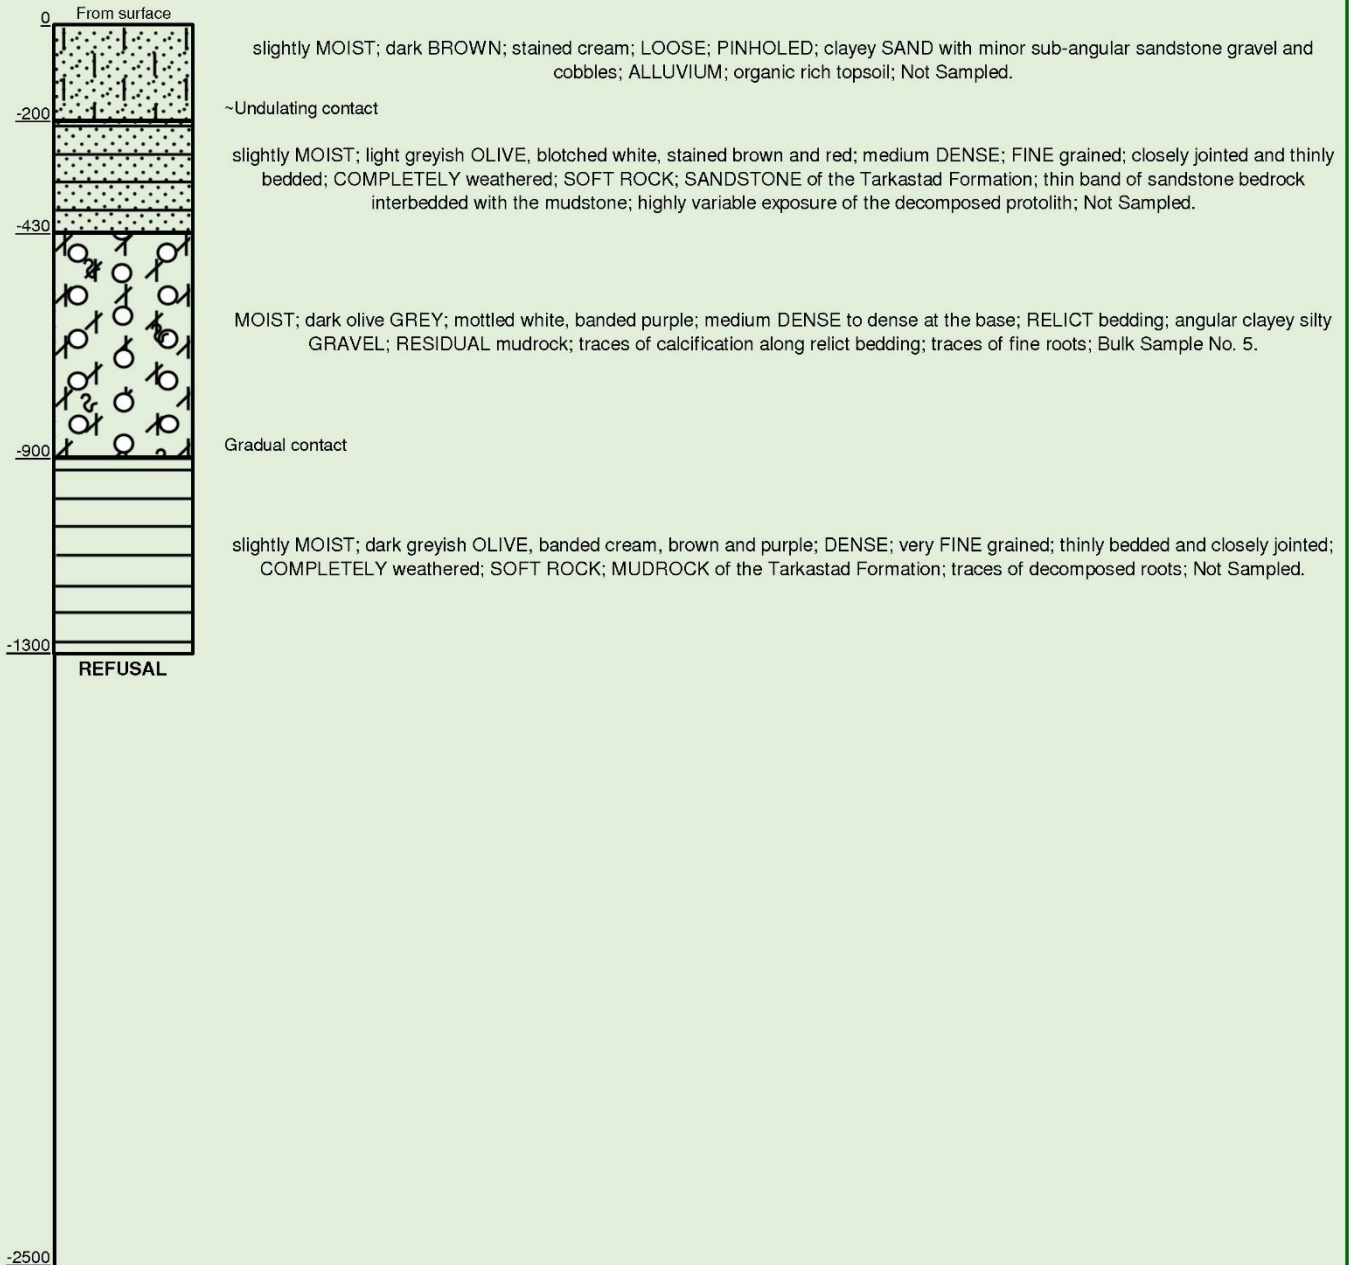 From surface
0
slightly MOIST; dark BROWN; stained cream; LOOSE; PINHOLED; clayey SAND with minor sub-angular sandstone gravel and
cobbles; ALLUVIUM; organic rich topsoil; Not Sampled.
-200
~Undulating contact
slightly MOIST; light greyish OLIVE, blotched white, stained brown and red; medium DENSE; FINE grained; closely jointed and thinly
bedded; COMPLETELY weathered; SOFT ROCK; SANDSTONE of the Tarkastad Formation; thin band of sandstone bedrock
interbedded with the mudstone; highly variable exposure of the decomposed protolith; Not Sampled.
-430
MOIST; dark olive GREY; mottled white, banded purple; medium DENSE to dense at the base; RELICT bedding; angular clayey silty
GRAVEL; RESIDUAL mudrock; traces of calcification along relict bedding; traces of fine roots; Bulk Sample No. 5.
Gradual contact
-900
slightly MOIST; dark greyish OLIVE, banded cream, brown and purple; DENSE; very FINE grained; thinly bedded and closely jointed;
COMPLETELY weathered; SOFT ROCK; MUDROCK of the Tarkastad Formation; traces of decomposed roots; Not Sampled.
-1300
REFUSAL
-2500